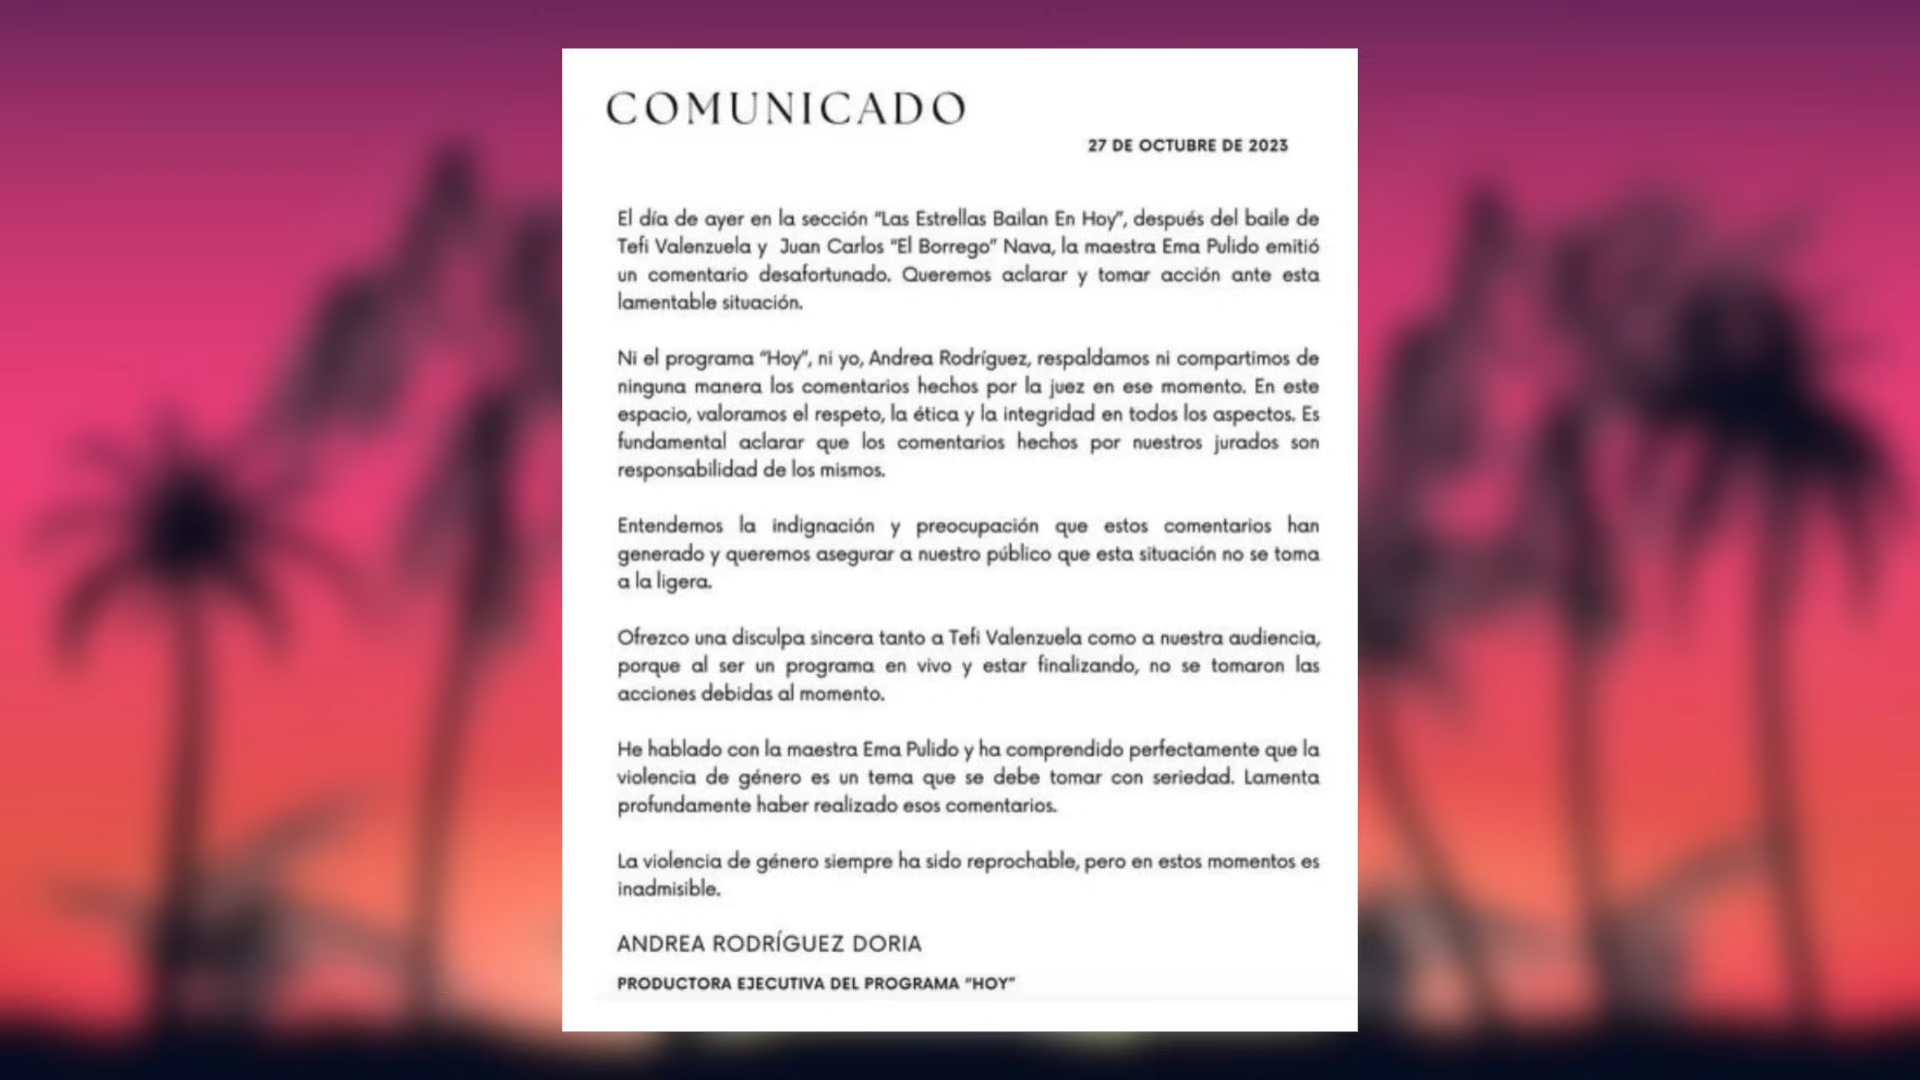 COMUNICADO
27 DE OCTUBRE DE 2023
El día de ayer en la sección "Las Estrellas Bailan En Hoy", después del baile de
Tefi Valenzuela y Juan Carlos "El Borrego" Nava, la maestra Ema Pulido emitió
un comentario desafortunado. Queremos aclarar y tomar acción ante esta
lamentable situación.
Ni el programa "Hoy", ni yo, Andrea Rodríguez, respaldamos ni compartimos de
ninguna manera los comentarios hechos por la juez en ese momento. En este
espacio, valoramos el respeto, la ética y la integridad en todos los aspectos. Es
fundamental aclarar que los comentarios hechos por nuestros jurados son
responsabilidad de los mismos.
Entendemos la indignación y preocupación que estos comentarios han
generado y queremos asegurar a nuestro público que esta situación no se toma
a la ligera.
Ofrezco una disculpa sincera tanto a Tefi Valenzuela como a nuestra audiencia,
porque al ser un programa en vivo y estar finalizando, no se tomaron las
acciones debidas al momento.
He hablado con la maestra Ema Pulido y ha comprendido perfectamente que la
violencia de género es un tema que se debe tomar con seriedad. Lamenta
profundamente haber realizado esos comentarios.
La violencia de género siempre ha sido reprochable, pero en estos momentos es
inadmisible.
ANDREA RODRÍGUEZ DORIA
PRODUCTORA EJECUTIVA DEL PROGRAMA "HOY"